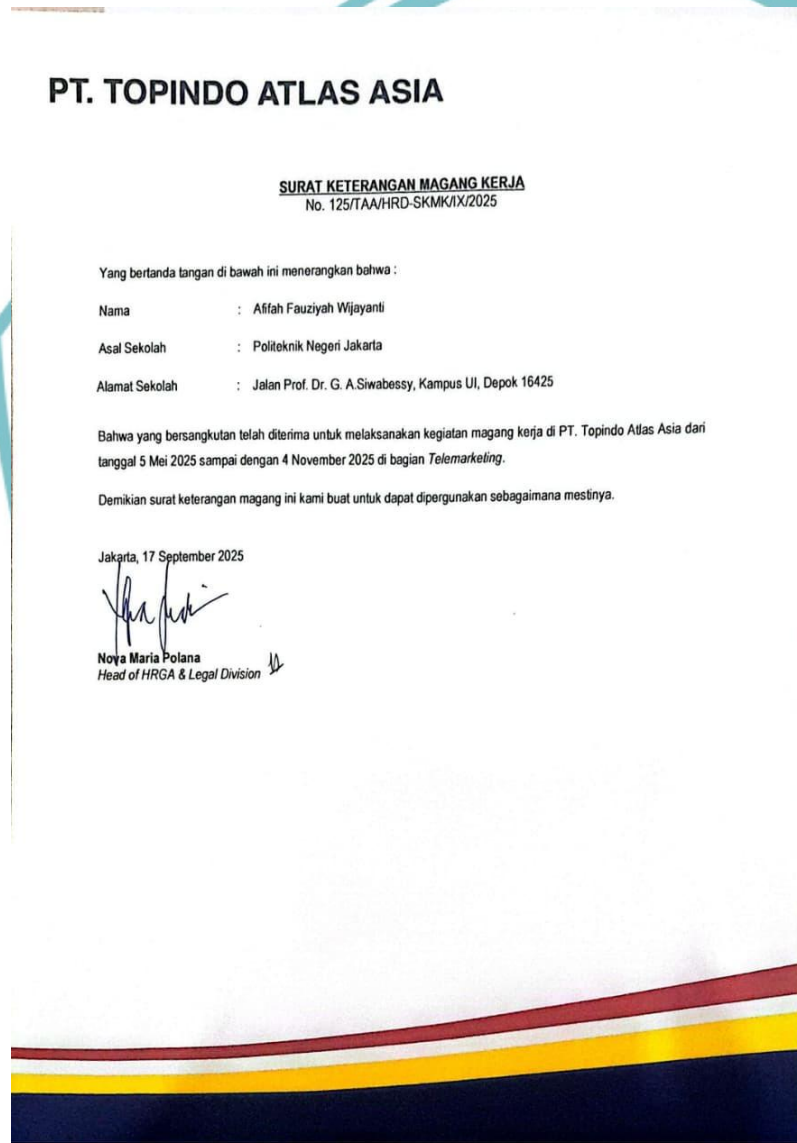 PT. TOPINDO ATLAS ASIA
SURAT KETERANGAN MAGANG KERJA
No. 125/TAA/HRD-SKMK/IX/2025
Yang bertanda tangan di bawah ini menerangkan bahwa :
Nama : Afifah Fauziyah Wijayanti
Asal Sekolah : Politeknik Negeri Jakarta
Alamat Sekolah : Jalan Prof. Dr. G. A.Siwabessy, Kampus UI, Depok 16425
Bahwa yang bersangkutan telah diterima untuk melaksanakan kegiatan magang kerja di PT. Topindo Atlas Asia dari
tanggal 5 Mei 2025 sampai dengan 4 November 2025 di bagian Telemarketing.
Demikian surat keterangan magang ini kami buat untuk dapat dipergunakan sebagaimana mestinya.
Jakarta, 17 September 2025
Nova Maria Polana
Head of HRGA & Legal Division